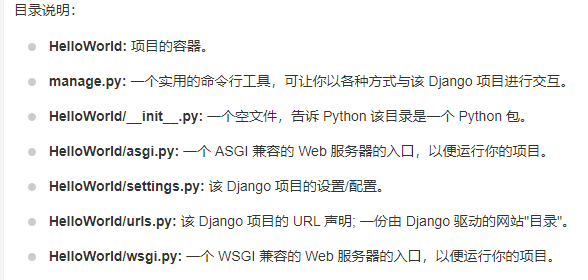 目录说明：
HelloWorld: 项目的容器。
manage.py: 一个实用的命令行工具，可让你以各种方式与该 Django 项目进行交互。
HelloWorld/__init__.py: 一个空文件，告诉 Python 该目录是一个 Python 包。
HelloWorld/asgi.py: 一个 ASGI 兼容的 Web 服务器的入口，以便运行你的项目。
HelloWorld/settings.py: 该 Django 项目的设置/配置。
HelloWorld/urls.py: 该 Django 项目的 URL 声明; 一份由 Django 驱动的网站"目录"。
HelloWorld/wsgi.py: 一个 WSGI 兼容的 Web 服务器的入口，以便运行你的项目。